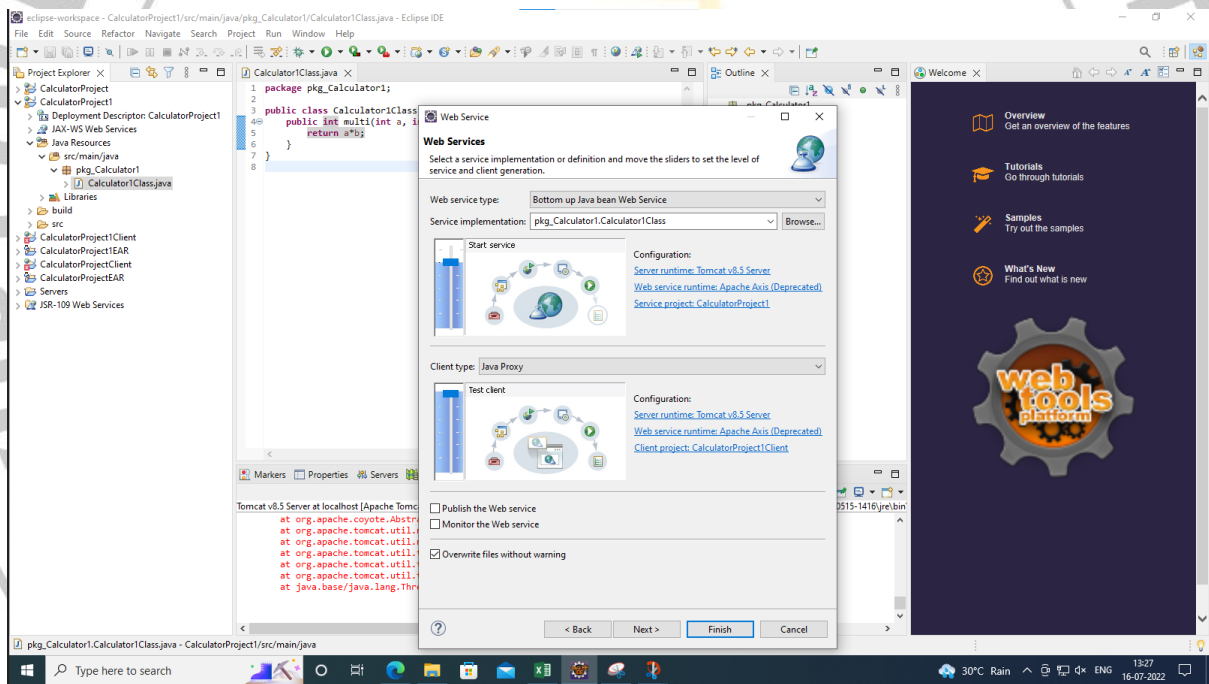 eclipse-workspace - CalculatorProject1/src/main/java/pkg_Calculator1/Calculator1Class.java - Eclipse IDE
File Edit Source Refactor Navigate Search Project Run Window Help
Project Explorer
CalculatorProject
CalculatorProject1
Deployment Descriptor: CalculatorProject1
JAX-WS Web Services
Java Resources
src/main/java
pkg_Calculator1
Calculator1Class.java
Libraries
build
src
CalculatorProject1Client
CalculatorProject1EAR
CalculatorProjectClient
CalculatorProjectEAR
Servers
JSR-109 Web Services
Calculator1Class.java
1 package pkg_Calculator1;
2
3 public class Calculator1Class
4 public int multi(int a, i
5 return a*b;
6 }
7 }
8
Outline
Web Service
Web Services
Select a service implementation or definition and move the sliders to set the level of
service and client generation.
Web service type: Bottom up Java bean Web Service
Service implementation: pkg_Calculator1.Calculator1Class Browse...
Start service
Configuration:
Server runtime: Tomcat v8.5 Server
Web service runtime: Apache Axis (Deprecated)
Service project: CalculatorProject1
Client type: Java Proxy
Test client
Configuration:
Server runtime: Tomcat v8.5 Server
Web service runtime: Apache Axis (Deprecated)
Client project: CalculatorProject1Client
Publish the Web service
Monitor the Web service
Overwrite files without warning
< Back Next > Finish Cancel
Welcome
Overview
Get an overview of the features
Tutorials
Go through tutorials
Samples
Try out the samples
What's New
Find out what is new
web
tools
platform
Markers Properties Servers
Tomcat v8.5 Server at localhost [Apache Tomc 0515-1416\jre\bin
at org.apache.coyote.Abstra
at org.apache.tomcat.util.
at org.apache.tomcat.util.
at org.apache.tomcat.util.
at org.apache.tomcat.util.
at org.apache.tomcat.util.
at java.base/java.lang.Thre
pkg_Calculator1.Calculator1Class.java - CalculatorProject1/src/main/java
Type here to search
30°C Rain ENG 13:27
16-07-2022